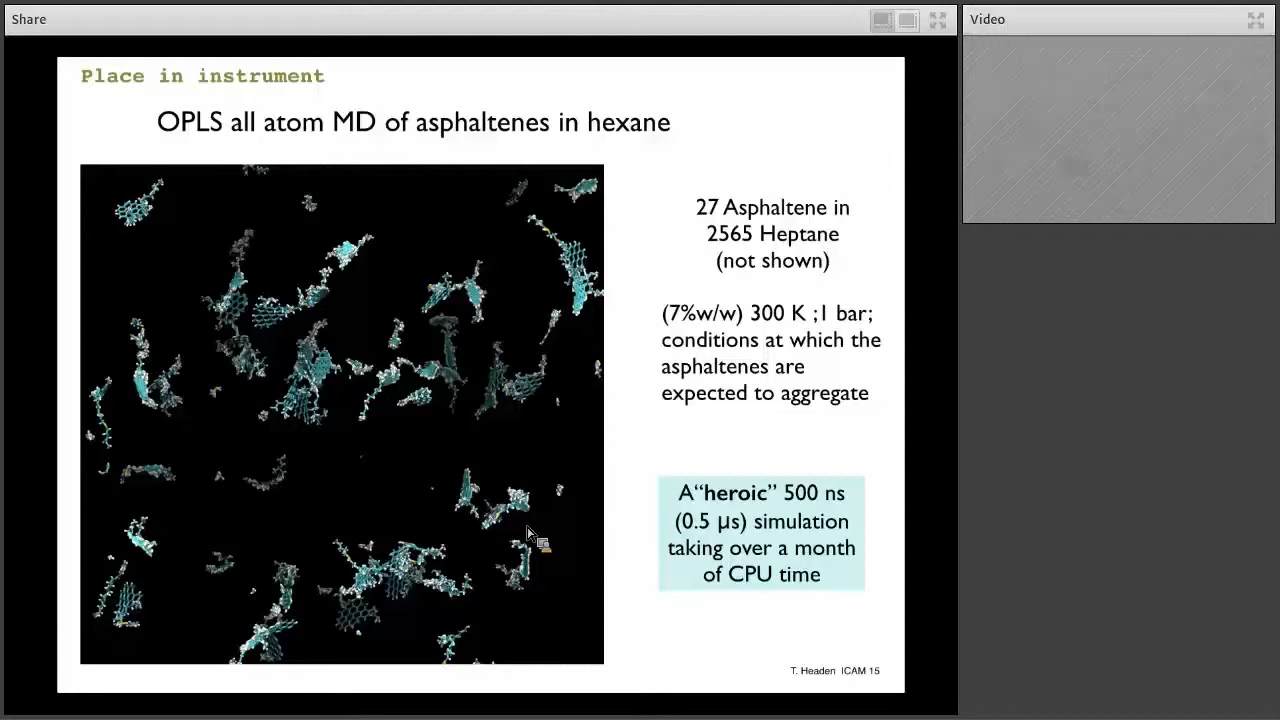 Share
Video
Place in instrument
OPLS all atom MD of asphaltenes in hexane
27 Asphaltene in
2565 Heptane
(not shown)
(7%w/w) 300 K ;1 bar;
conditions at which the
asphaltenes are
expected to aggregate
A“heroic” 500 ns
(0.5 μs) simulation
taking over a month
of CPU time
T. Headen ICAM 15